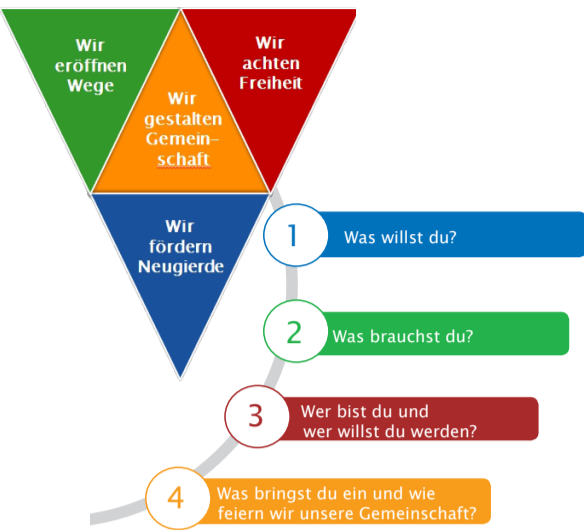 Wir
eröffnen
Wege
Wir
achten
Freiheit
Wir
gestalten
Gemein-
schaft
Wir
fördern
Neugierde
1
Was willst du?
2
Was brauchst du?
3
Wer bist du und
wer willst du werden?
4
Was bringst du ein und wie
feiern wir unsere Gemeinschaft?